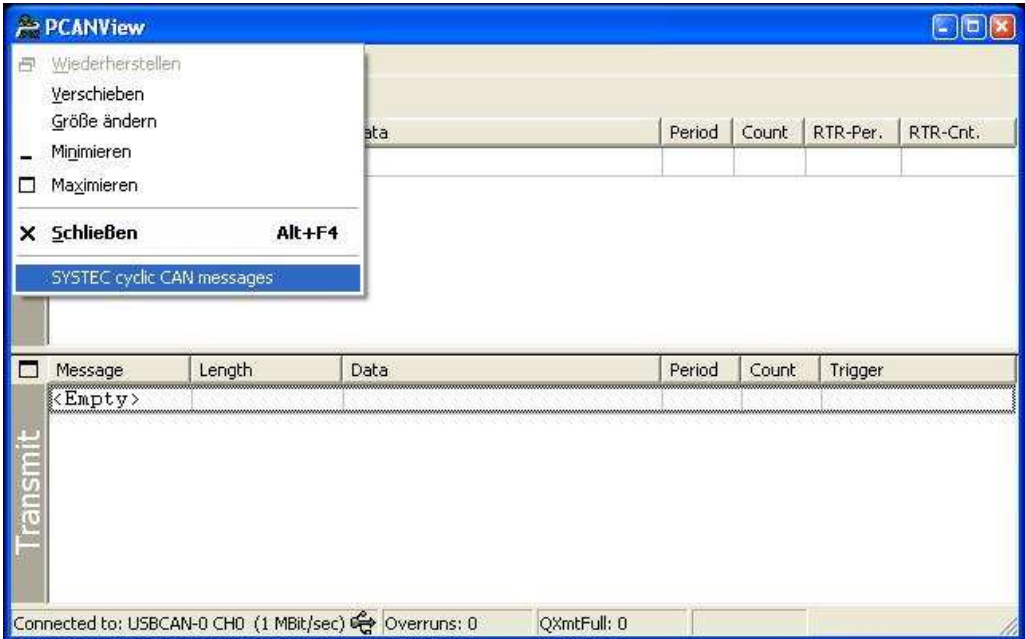 PCANView
Wiederherstellen
Verschieben
Größe ändern
Minimieren
Maximieren
Schließen Alt+F4
SYSTEC cyclic CAN messages
ata Period Count RTR-Per. RTR-Cnt.
Message Length Data Period Count Trigger
<Empty>
Transmit
Connected to: USBCAN-0 CH0 (1 MBit/sec) Overruns: 0 QXmtFull: 0